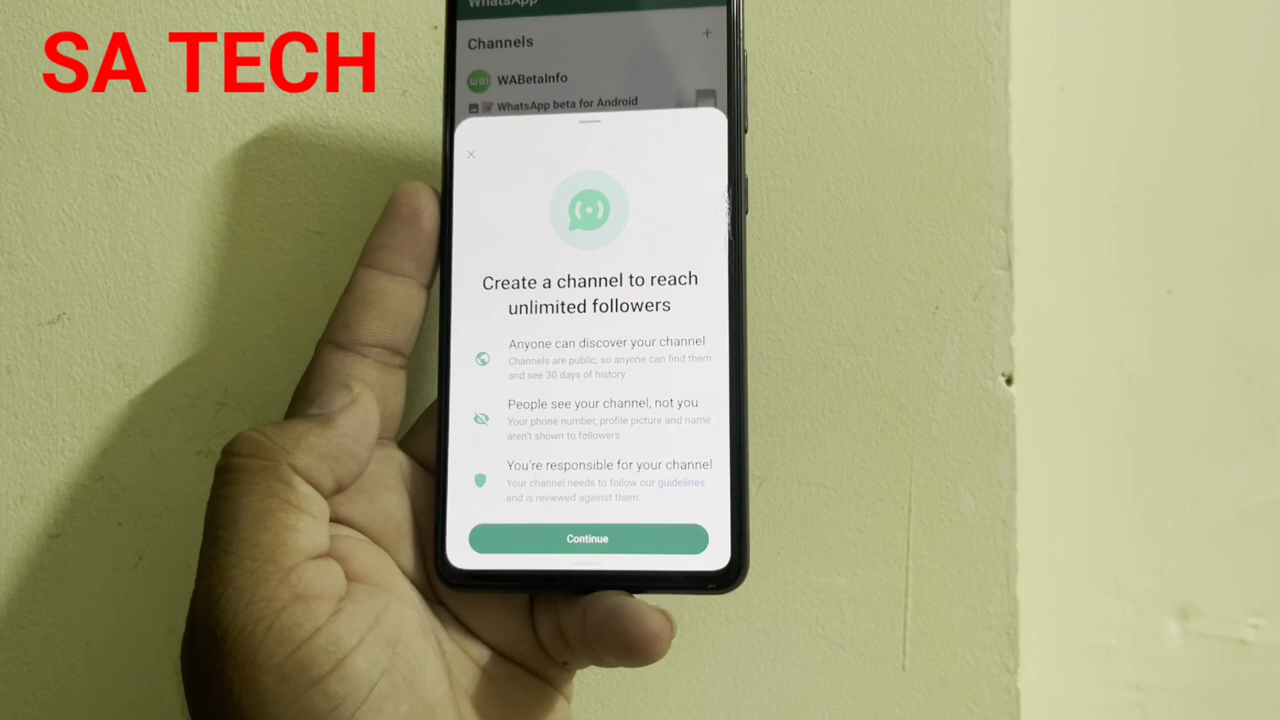 SA TECH
WhatsApp
Channels
+
WBI
WABetaInfo
WhatsApp beta for Android
Create a channel to reach
unlimited followers
Anyone can discover your channel
Channels are public, so anyone can find them
and see 30 days of history.
People see your channel, not you
Your phone number, profile picture and name
aren't shown to followers.
You're responsible for your channel
Your channel needs to follow our guidelines
and is reviewed against them.
Continue